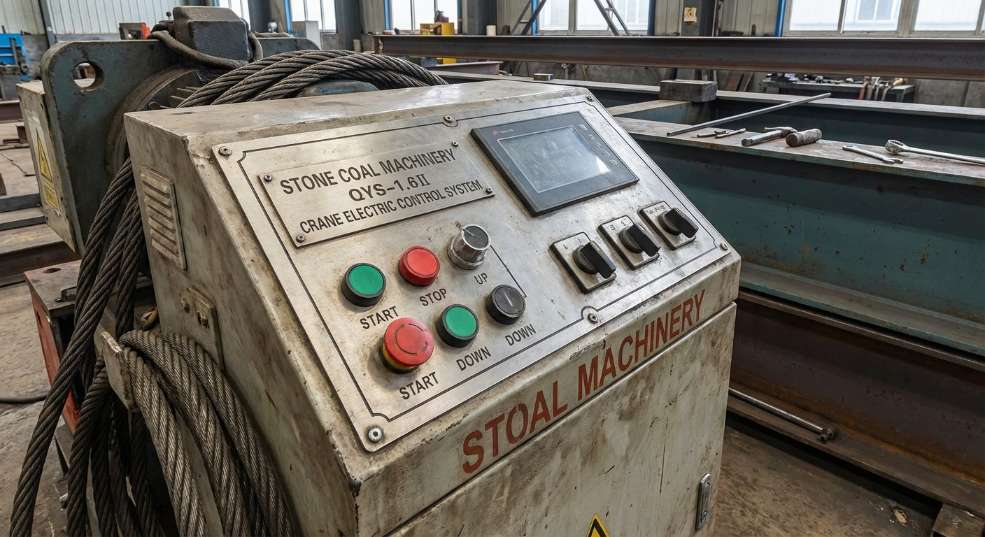 STONE COAL MACHINERY
QYS-1.6II
CRANE ELECTRIC CONTROL SYSTEM
START
STOP
UP
START
DOWN
DOWN
STOAL MACHINERY